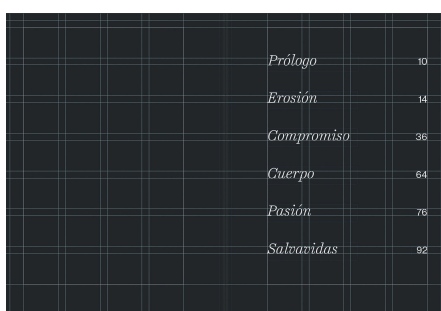 Prólogo 10
Erosión 14
Compromiso 36
Cuerpo 64
Pasión 76
Salvavidas 92